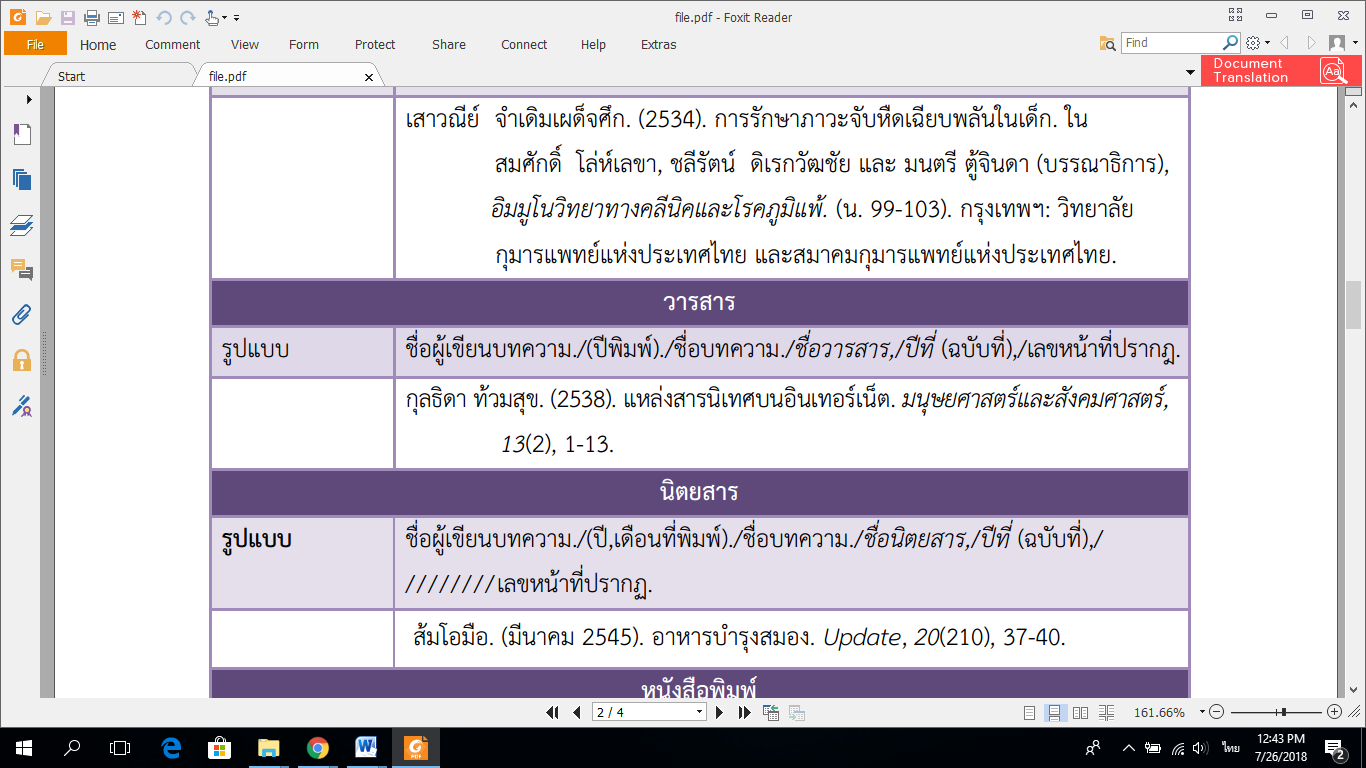 file.pdf - Foxit Reader
File Home Comment View Form Protect Share Connect Help Extras Find
Start file.pdf Document
Translation
เสาวณีย์ จำเดิมเผด็จศึก. (2534). การรักษาภาวะจับหืดเฉียบพลันในเด็ก. ใน
สมศักดิ์ โล่ห์เลขา, ชลีรัตน์ ดิเรกวัฒชัย และ มนตรี ตู้จินดา (บรรณาธิการ),
อิมมูโนวิทยาทางคลีนิคและโรคภูมิแพ้. (น. 99-103). กรุงเทพฯ: วิทยาลัย
กุมารแพทย์แห่งประเทศไทย และสมาคมกุมารแพทย์แห่งประเทศไทย.
วารสาร
รูปแบบ ชื่อผู้เขียนบทความ./(ปีพิมพ์)./ชื่อบทความ./ชื่อวารสาร,/ปีที่ (ฉบับที่),/เลขหน้าที่ปรากฎ.
กุลธิดา ท้วมสุข. (2538). แหล่งสารนิเทศบนอินเทอร์เน็ต. มนุษยศาสตร์และสังคมศาสตร์,
13(2), 1-13.
นิตยสาร
รูปแบบ ชื่อผู้เขียนบทความ./(ปี,เดือนที่พิมพ์)./ชื่อบทความ./ชื่อนิตยสาร,/ปีที่ (ฉบับที่),/
////////เลขหน้าที่ปรากฏ.
ส้มโอมือ. (มีนาคม 2545). อาหารบำรุงสมอง. Update, 20(210), 37-40.
หนังสือพิมพ์
2 / 4 161.66%
12:43 PM
ไทย
7/26/2018 2